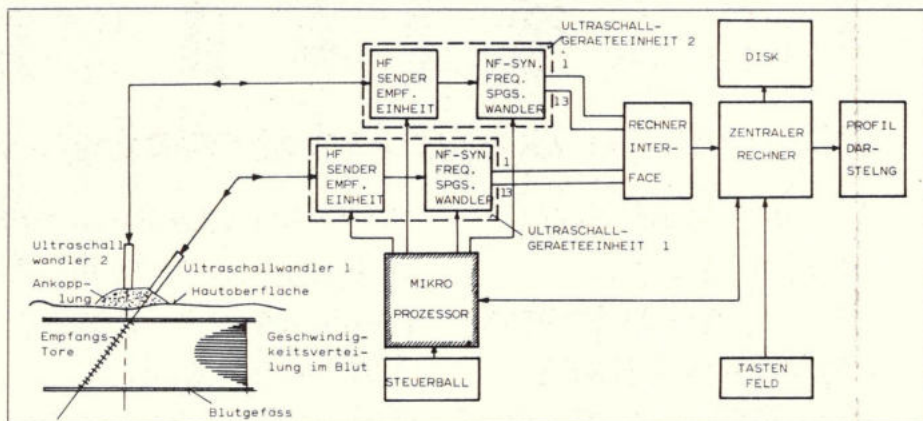 ULTRASCHALL-
GERAETEEINHEIT 2
HF
SENDER
EMPF.
EINHEIT
NF-SYN.
FREQ.
SPGS.
WANDLER
1
13
DISK
RECHNER
INTER-
FACE
ZENTRALER
RECHNER
PROFIL
DAR-
STELNG
HF
SENDER
EMPF.
EINHEIT
NF-SYN.
FREQ.
SPGS.
WANDLER
1
13
ULTRASCHALL-
GERAETEEINHEIT 1
Ultraschall
wandler 2
Ultraschallwandler 1
Ankopp-
lung
Hautoberfläche
MIKRO
PROZESSOR
Empfangs-
Tore
Geschwindig
keitsvertei-
lung im Blut
STEUERBALL
TASTEN
FELD
Blutgefäss